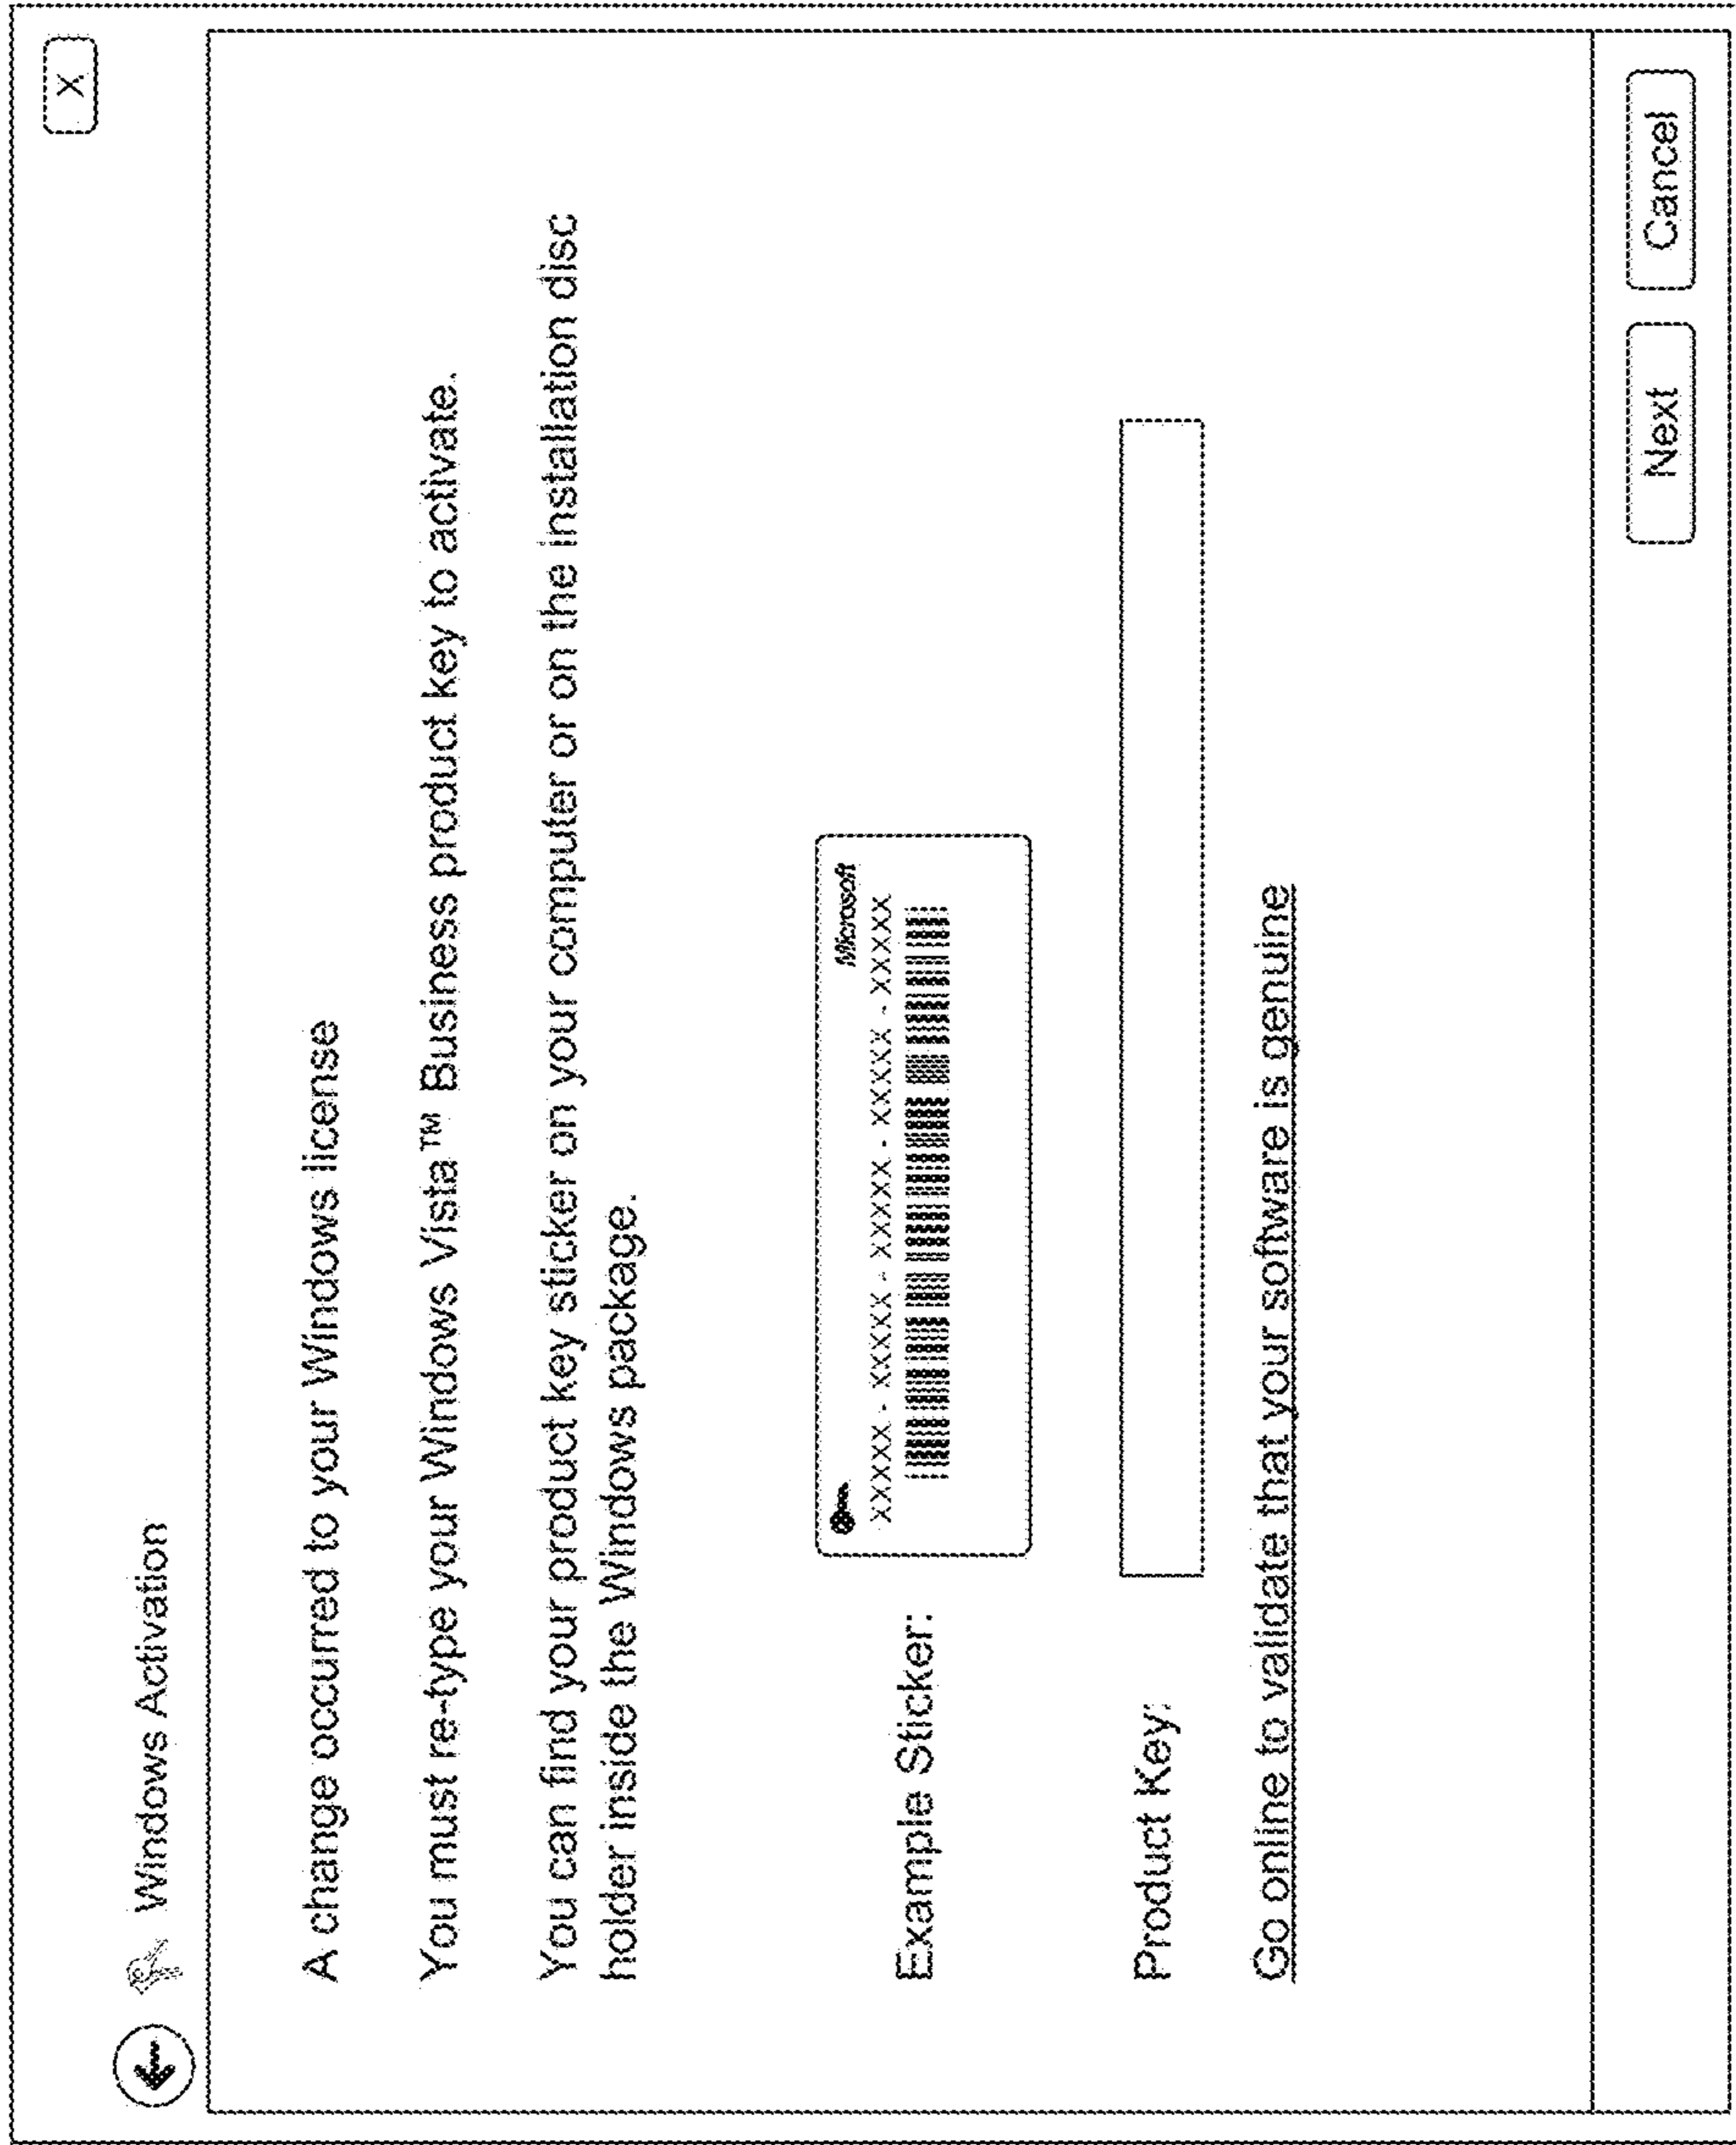 X
Windows Activation
A change occurred to your Windows license
You must re-type your Windows Vista™ Business product key to activate.
You can find your product key sticker on your computer or on the installation disc
holder inside the Windows package.
Microsoft
Example Sticker:
XXXXX - XXXXX - XXXXX - XXXXX - XXXXX
Product Key:
Go online to validate that your software is genuine
Next
Cancel